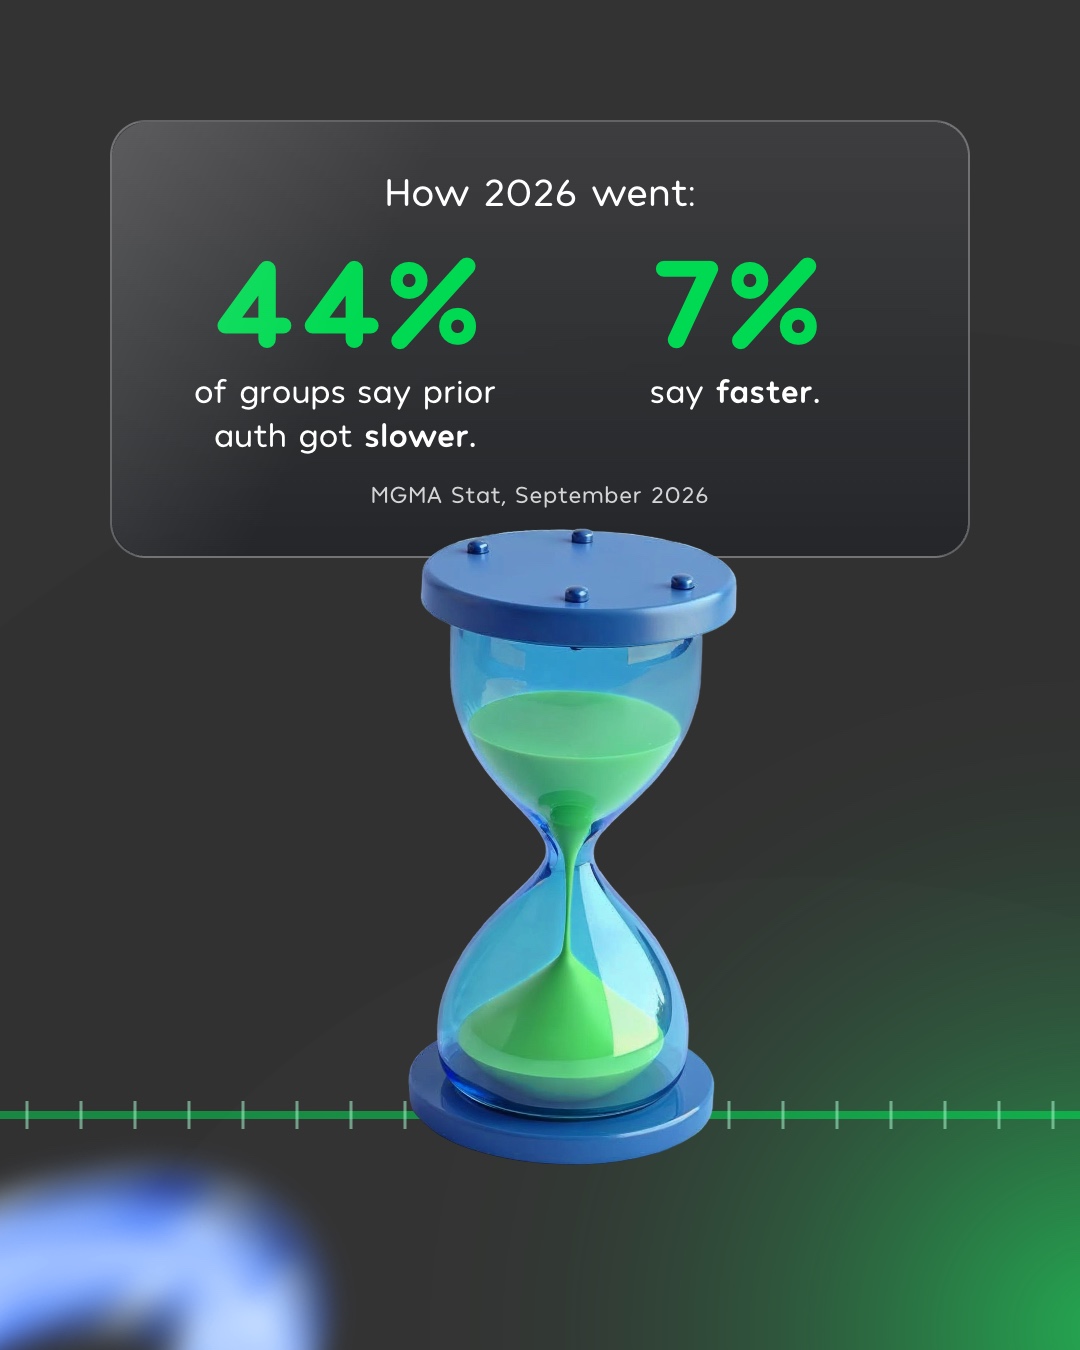 How 2026 went:
44%
of groups say prior
auth got slower.
7%
say faster.
MGMA Stat, September 2026